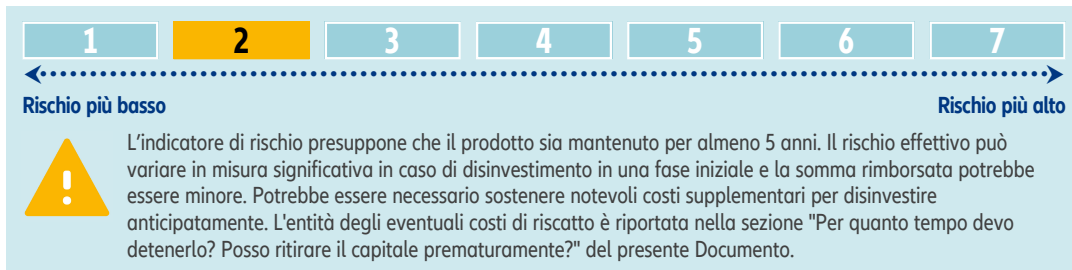 1 2 3 4 5 6 7
Rischio più basso Rischio più alto
L'indicatore di rischio presuppone che il prodotto sia mantenuto per almeno 5 anni. Il rischio effettivo può
variare in misura significativa in caso di disinvestimento in una fase iniziale e la somma rimborsata potrebbe
essere minore. Potrebbe essere necessario sostenere notevoli costi supplementari per disinvestire
anticipatamente. L'entità degli eventuali costi di riscatto è riportata nella sezione "Per quanto tempo devo
detenerlo? Posso ritirare il capitale prematuramente?" del presente Documento.